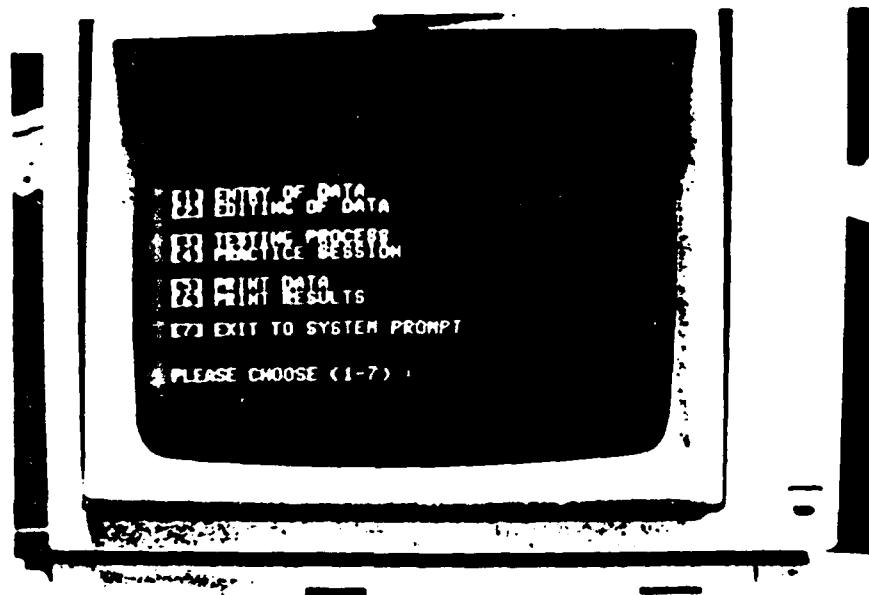 [1] ENTRY OF DATA
[2] EDITING OF DATA
[3] TESTING PROCESS
[4] PRACTICE SESSION
[5] PRINT DATA
[6] PRINT RESULTS
[7] EXIT TO SYSTEM PROMPT
PLEASE CHOOSE (1-7) :